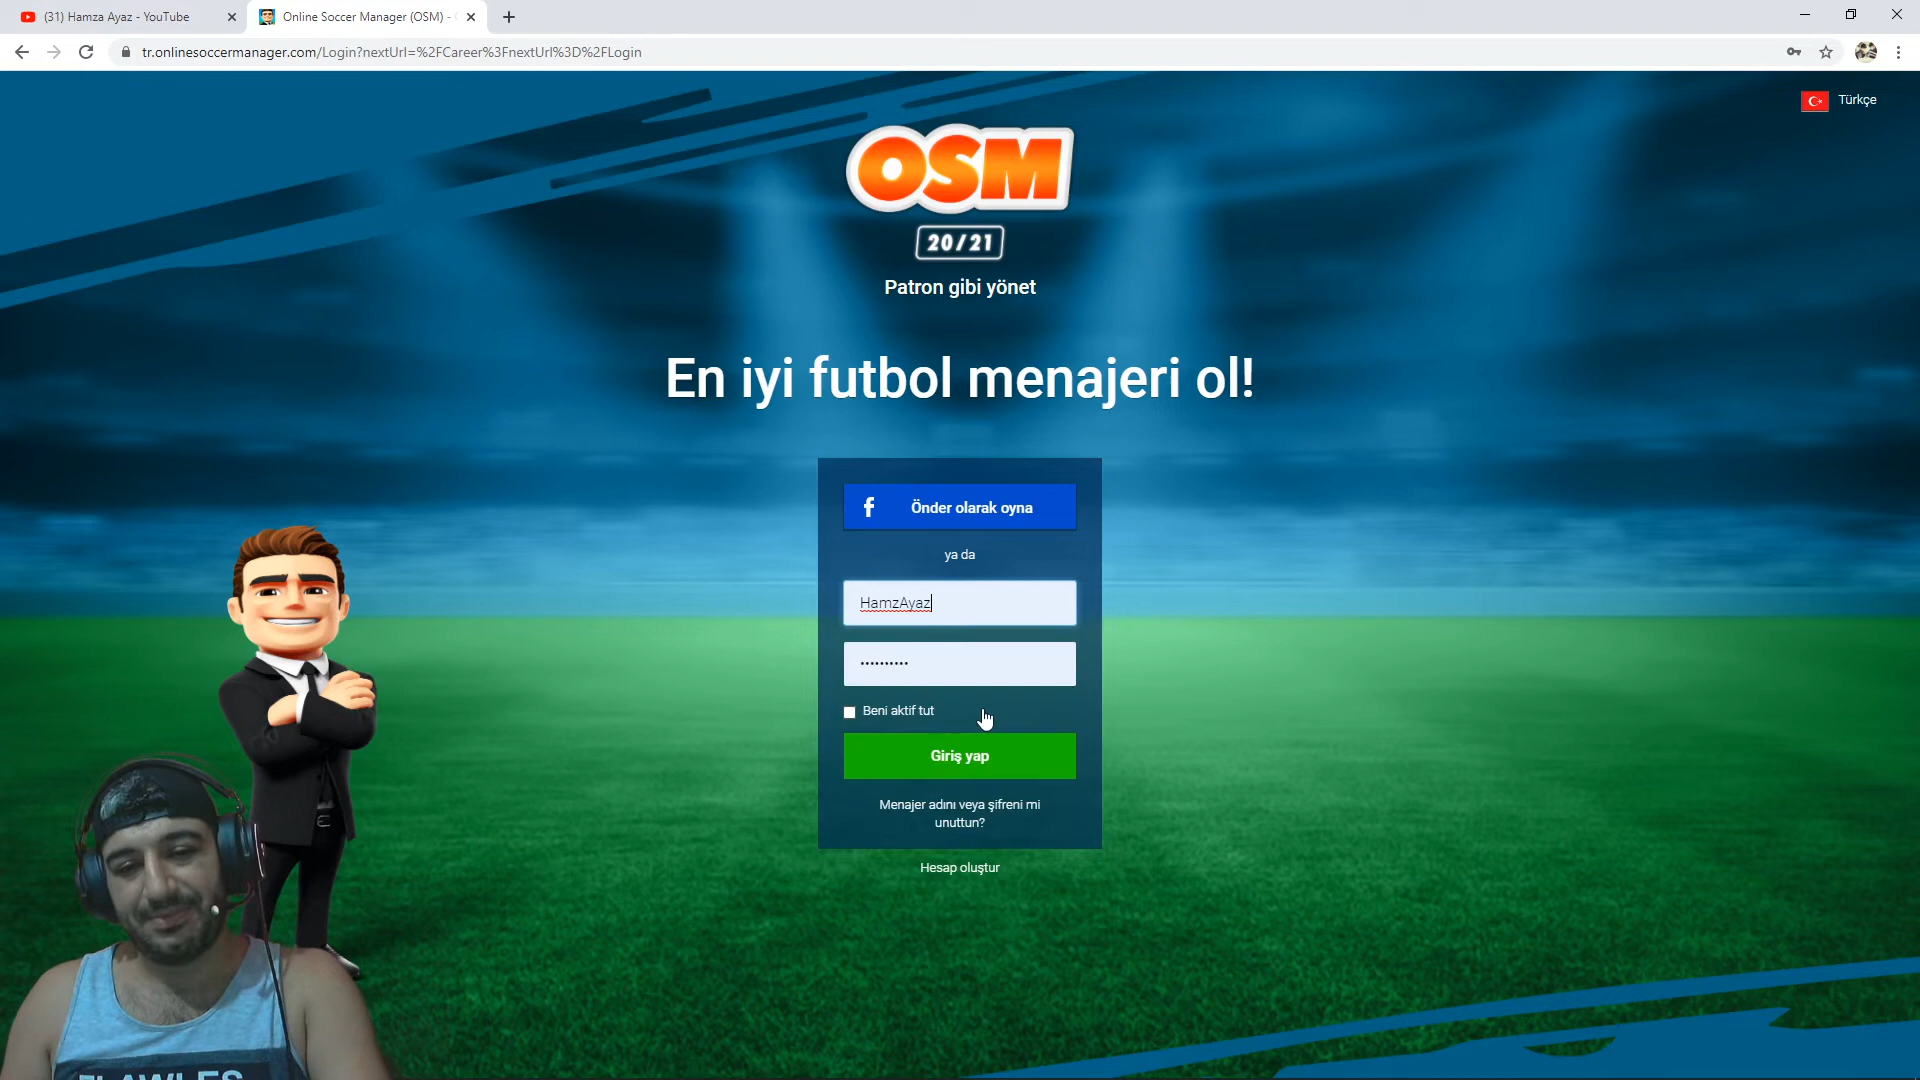 (31) Hamza Ayaz - YouTube
Online Soccer Manager (OSM) -
tr.onlinesoccermanager.com/Login?nextUrl=%2FCareer%3FnextUrl%3D%2FLogin
Türkçe
OSM
20/21
Patron gibi yönet
En iyi futbol menajeri ol!
f Önder olarak oyna
ya da
HamzAyaz
••••••••••
Beni aktif tut
Giriş yap
Menajer adını veya şifreni mi
unuttun?
Hesap oluştur